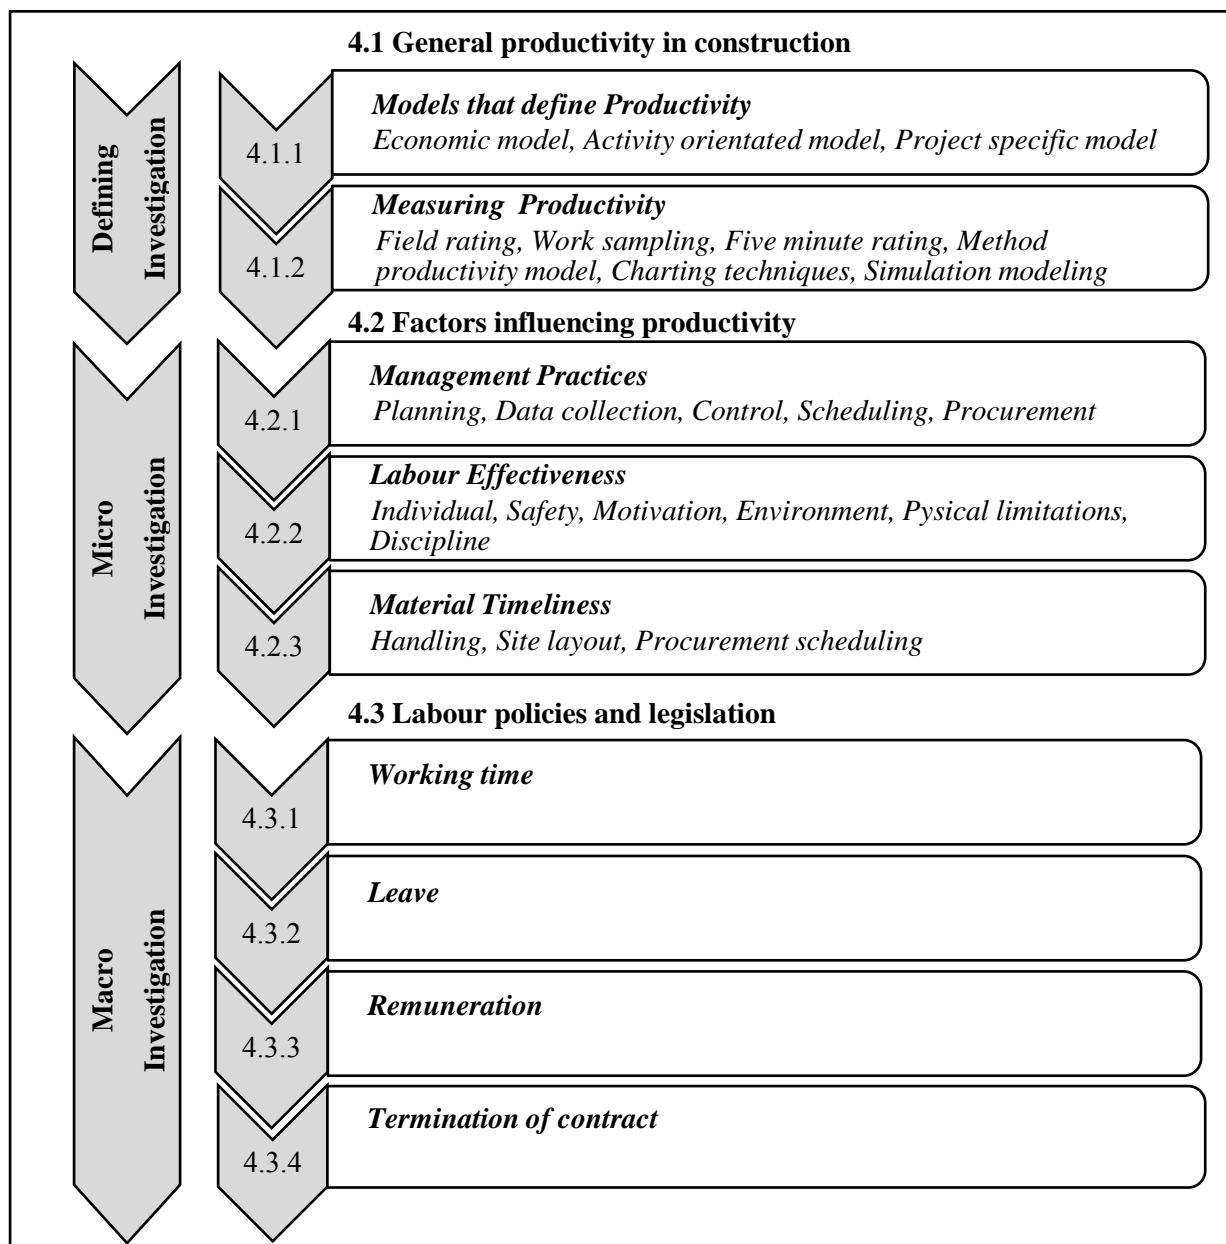 4.1 General productivity in construction
Defining
Investigation
4.1.1
Models that define Productivity
Economic model, Activity orientated model, Project specific model
4.1.2
Measuring Productivity
Field rating, Work sampling, Five minute rating, Method
productivity model, Charting techniques, Simulation modeling
4.2 Factors influencing productivity
Micro
Investigation
4.2.1
Management Practices
Planning, Data collection, Control, Scheduling, Procurement
4.2.2
Labour Effectiveness
Individual, Safety, Motivation, Environment, Pysical limitations,
Discipline
4.2.3
Material Timeliness
Handling, Site layout, Procurement scheduling
4.3 Labour policies and legislation
Macro
Investigation
4.3.1
Working time
4.3.2
Leave
4.3.3
Remuneration
4.3.4
Termination of contract